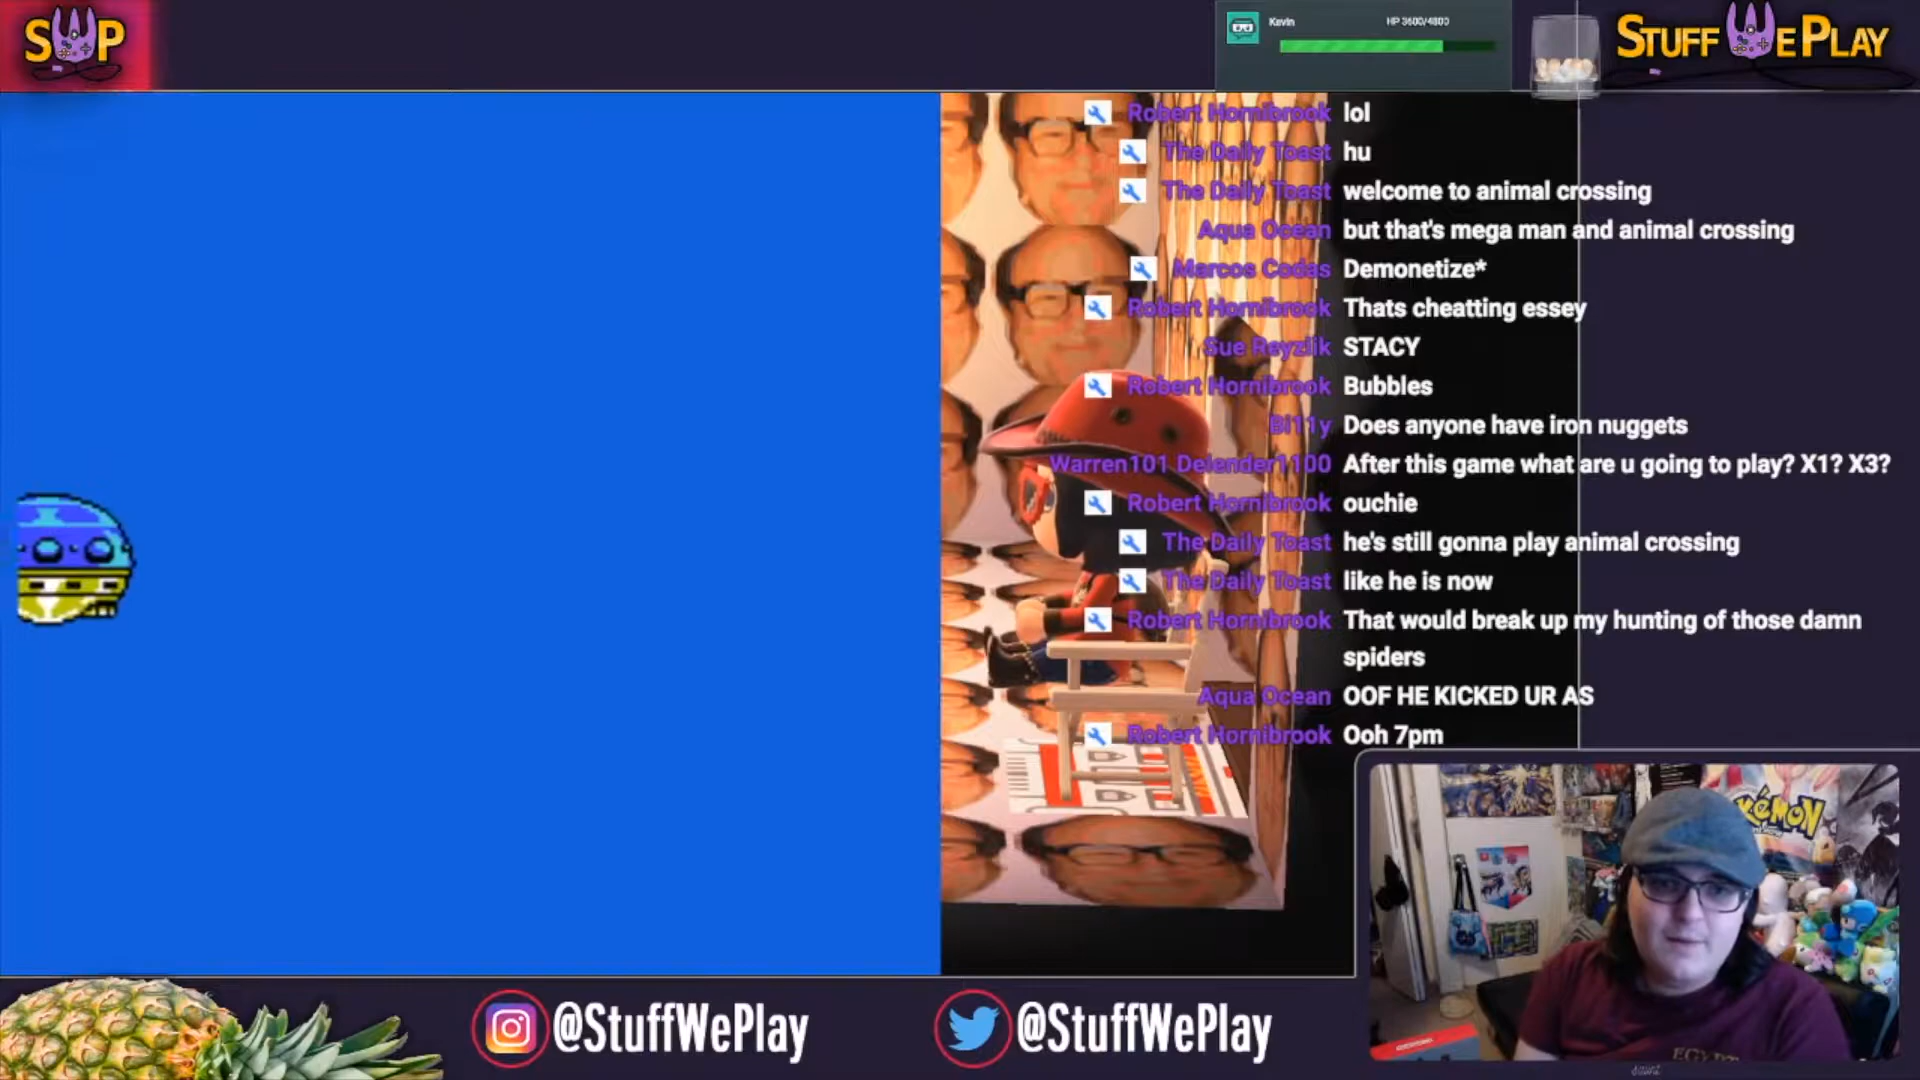 SWP
Kevin HP 3600/4800
STUFF WE PLAY
Robert Hornibrook lol
The Daily Toast hu
The Daily Toast welcome to animal crossing
Aqua Ocean but that's mega man and animal crossing
Marcos Codas Demonetize*
Robert Hornibrook Thats cheatting essey
Sue Reyzlik STACY
Robert Hornibrook Bubbles
Bi11y Does anyone have iron nuggets
Warren101 Defender1100 After this game what are u going to play? X1? X3?
Robert Hornibrook ouchie
The Daily Toast he's still gonna play animal crossing
The Daily Toast like he is now
Robert Hornibrook That would break up my hunting of those damn
spiders
Aqua Ocean OOF HE KICKED UR AS
Robert Hornibrook Ooh 7pm
POKéMON
EGYPT
@StuffWePlay
@StuffWePlay